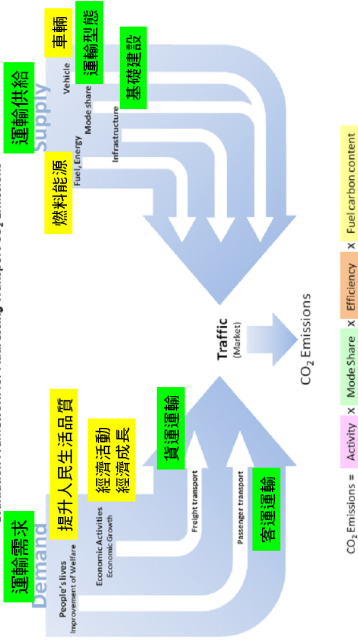 運輸需求
Demand
提升人民生活品質
People's lives
Improvement of Welfare
經濟活動
經濟成長
Economic Activities
Economic Growth
貨運運輸
Freight transport
Passenger transport
客運運輸
Traffic
(Market)
CO2 Emissions
運輸供給
Supply
車輛
Vehicle
運輸型態
Mode share
基礎建設
Infrastructure
燃料能源
Fuel, Energy
CO2 Emissions = Activity x Mode Share x Efficiency x Fuel carbon content